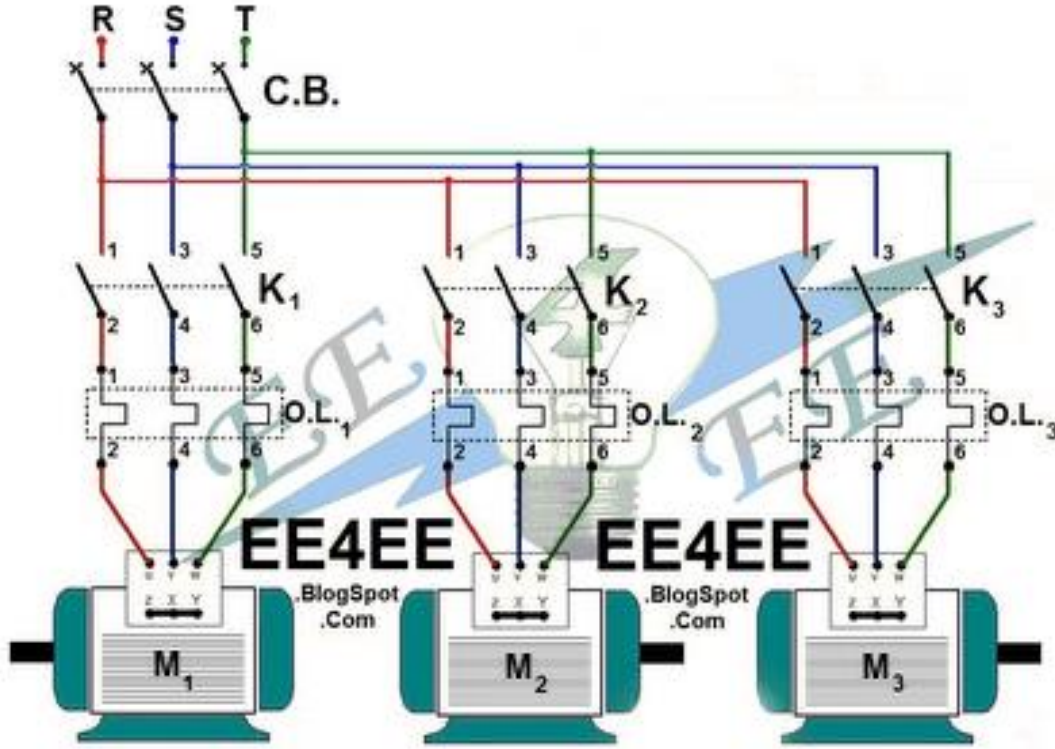 R S T
C.B.
1 3 5 1 3 5 1 3 5
K1 K2 K3
2 4 6 2 4 6 2 4 6
1 3 5 1 3 5 1 3 5
O.L.1 O.L.2 O.L.3
2 4 6 2 4 6 2 4 6
EE EE
EE4EE EE4EE
U V W U V W U V W
.BlogSpot .BlogSpot
Z X Y Z X Y Z X Y
.Com .Com
M1 M2 M3